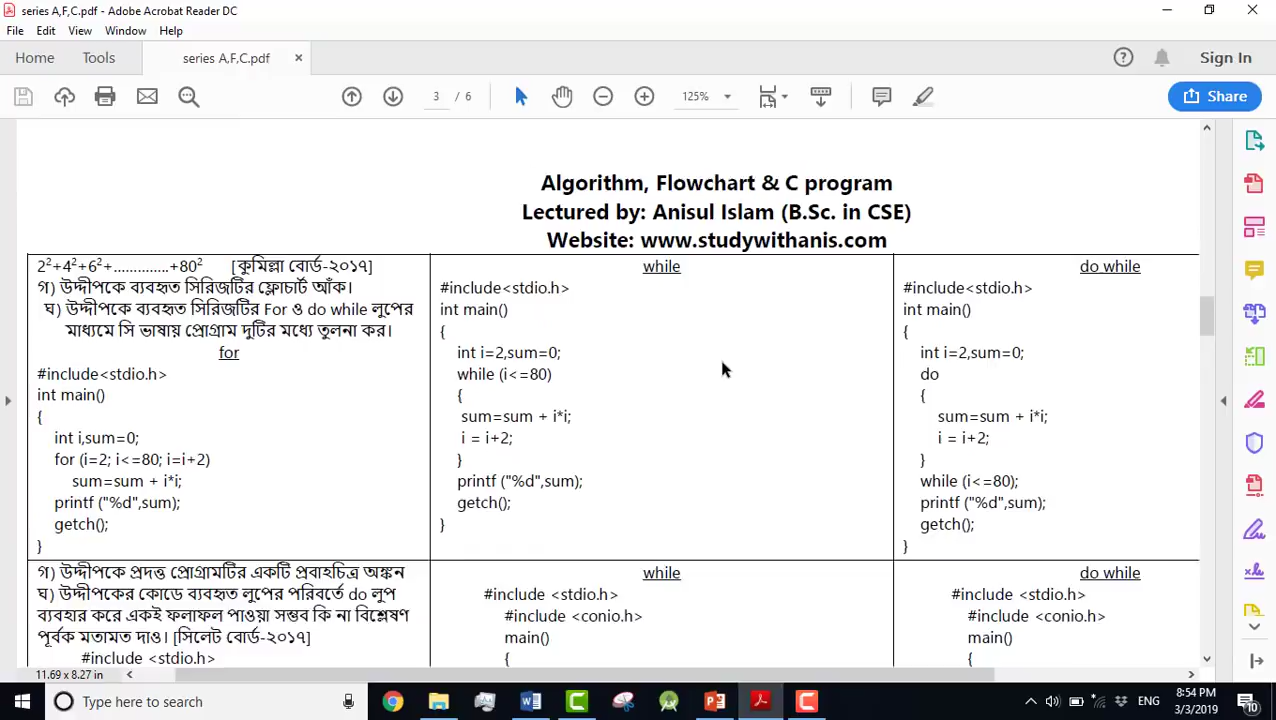 series A,F,C.pdf - Adobe Acrobat Reader DC
File Edit View Window Help
Home Tools series A,F,C.pdf × Sign In
3 / 6 125% Share
Algorithm, Flowchart & C program
Lectured by: Anisul Islam (B.Sc. in CSE)
Website: www.studywithanis.com
2²+4²+6²+.............+80² [কুমিল্লা বোর্ড-২০১৭]
গ) উদ্দীপকে ব্যবহৃত সিরিজটির ফ্লোচার্ট আঁক।
ঘ) উদ্দীপকে ব্যবহৃত সিরিজটির For ও do while লুপের
মাধ্যমে সি ভাষায় প্রোগ্রাম দুটির মধ্যে তুলনা কর।
for
#include<stdio.h>
int main()
{
int i,sum=0;
for (i=2; i<=80; i=i+2)
sum=sum + i*i;
printf ("%d",sum);
getch();
}
while
#include<stdio.h>
int main()
{
int i=2,sum=0;
while (i<=80)
{
sum=sum + i*i;
i = i+2;
}
printf ("%d",sum);
getch();
}
do while
#include<stdio.h>
int main()
{
int i=2,sum=0;
do
{
sum=sum + i*i;
i = i+2;
}
while (i<=80);
printf ("%d",sum);
getch();
}
গ) উদ্দীপকে প্রদত্ত প্রোগ্রামটির একটি প্রবাহচিত্র অঙ্কন
ঘ) উদ্দীপকের কোডে ব্যবহৃত লুপের পরিবর্তে do লুপ
ব্যবহার করে একই ফলাফল পাওয়া সম্ভব কি না বিশ্লেষণ
পূর্বক মতামত দাও। [সিলেট বোর্ড-২০১৭]
#include <stdio.h>
while
#include <stdio.h>
#include <conio.h>
main()
{
do while
#include <stdio.h>
#include <conio.h>
main()
{
11.69 x 8.27 in
Type here to search
ENG
8:54 PM
3/3/2019
10